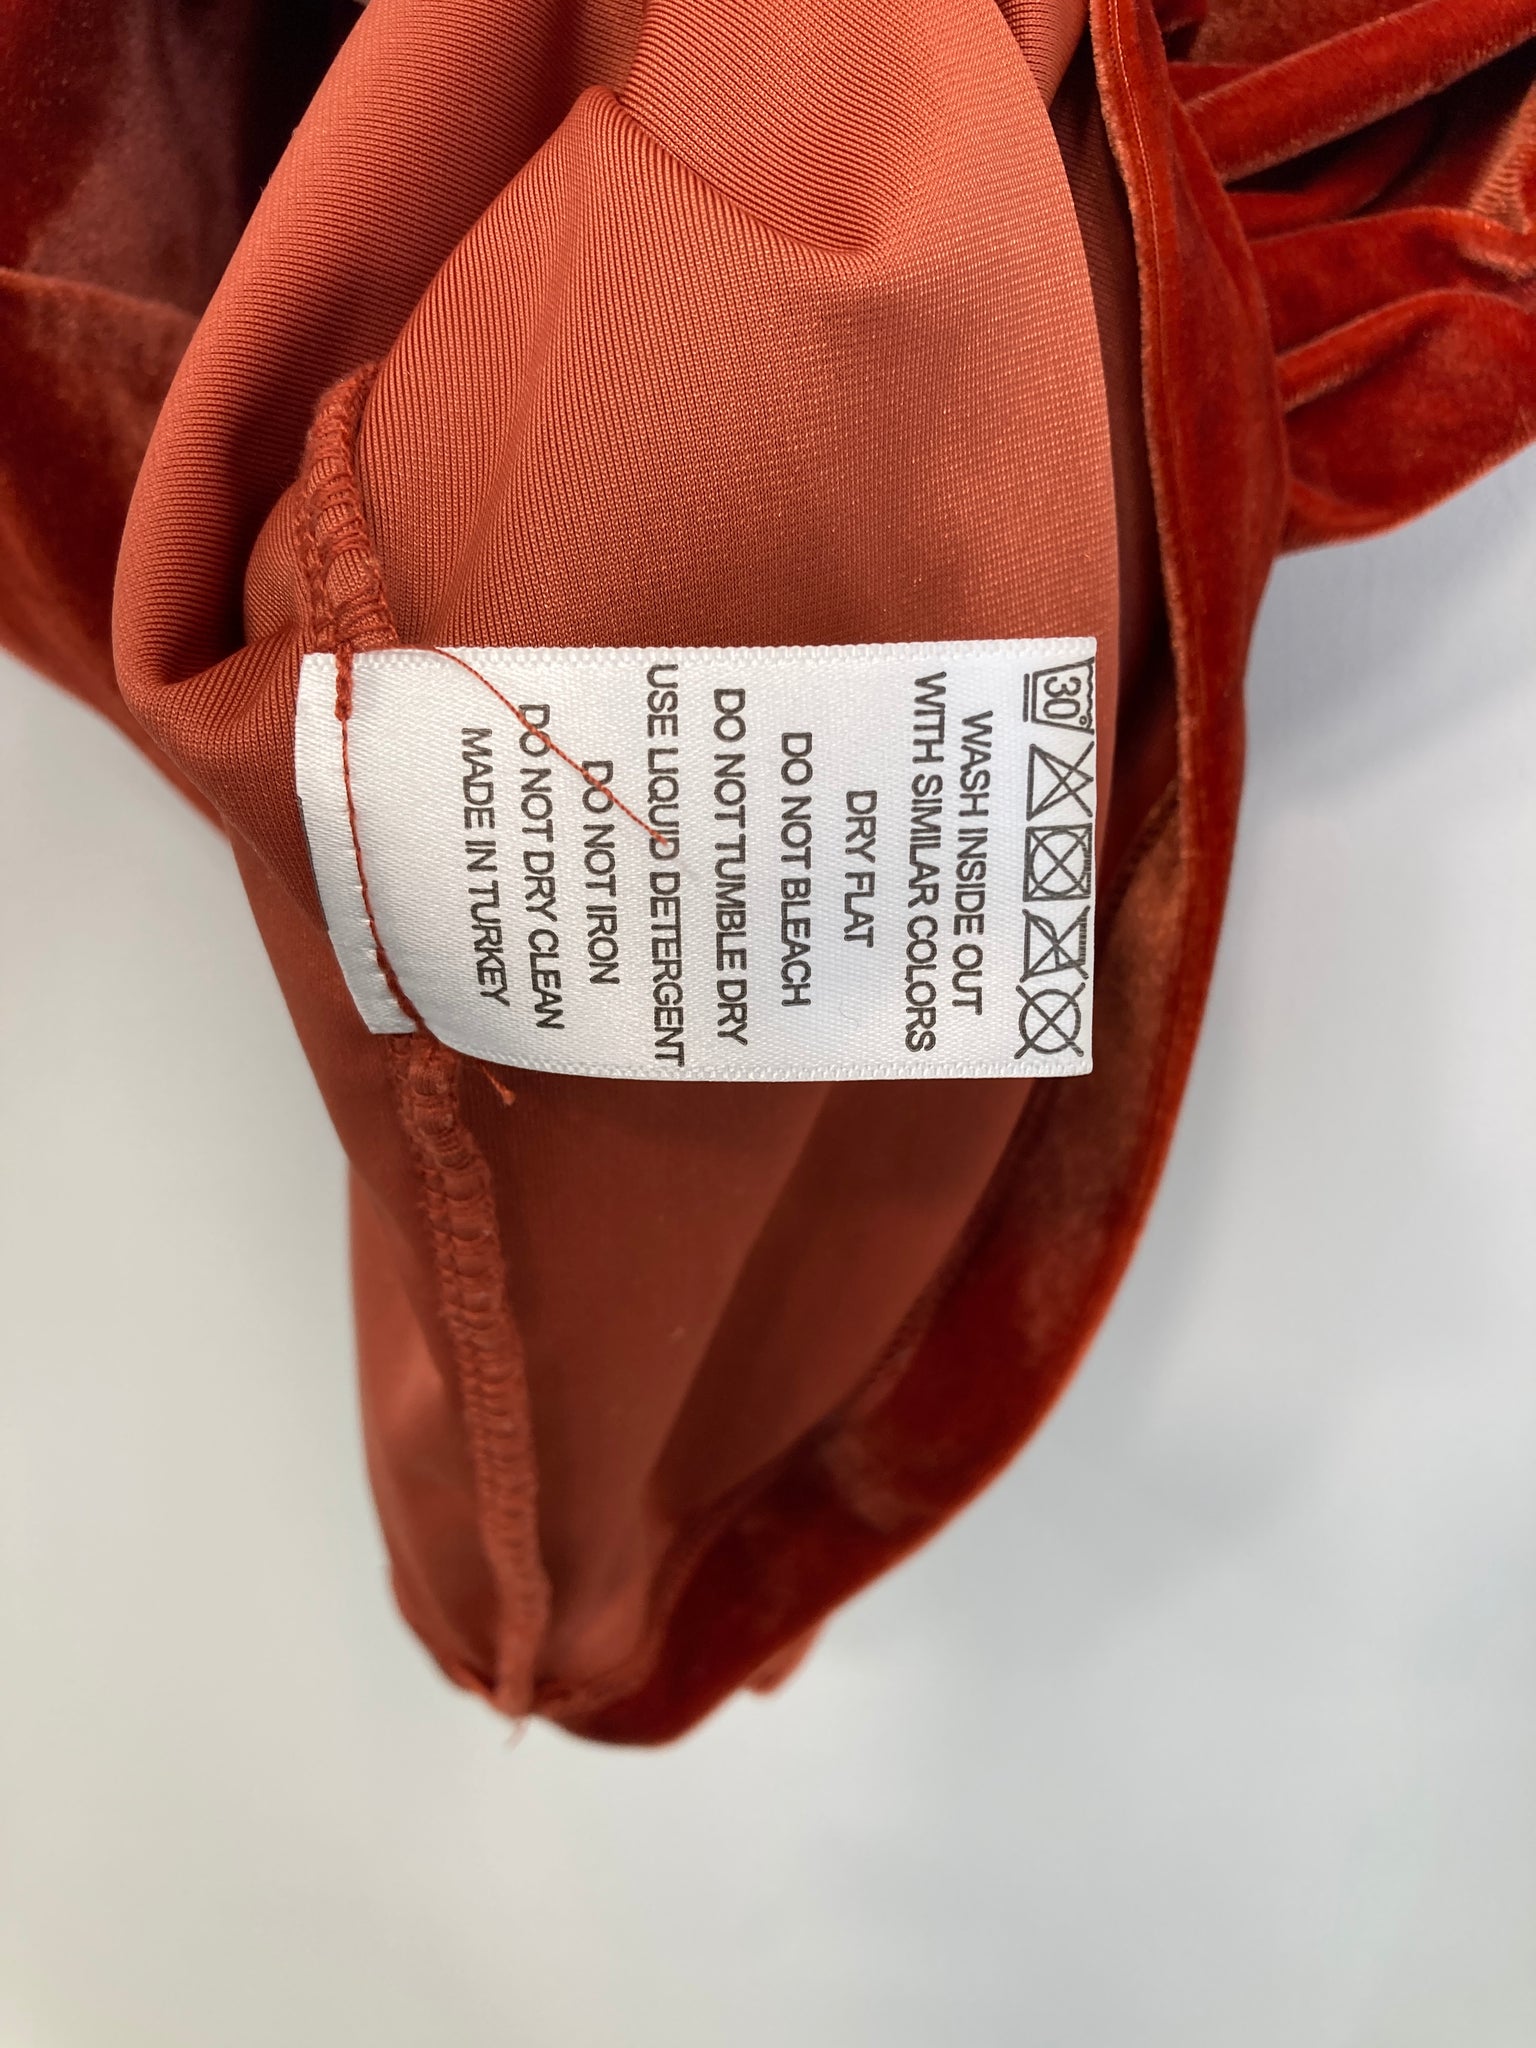 30°
WASH INSIDE OUT
WITH SIMILAR COLORS
DRY FLAT
DO NOT BLEACH
DO NOT TUMBLE DRY
USE LIQUID DETERGENT
DO NOT IRON
DO NOT DRY CLEAN
MADE IN TURKEY